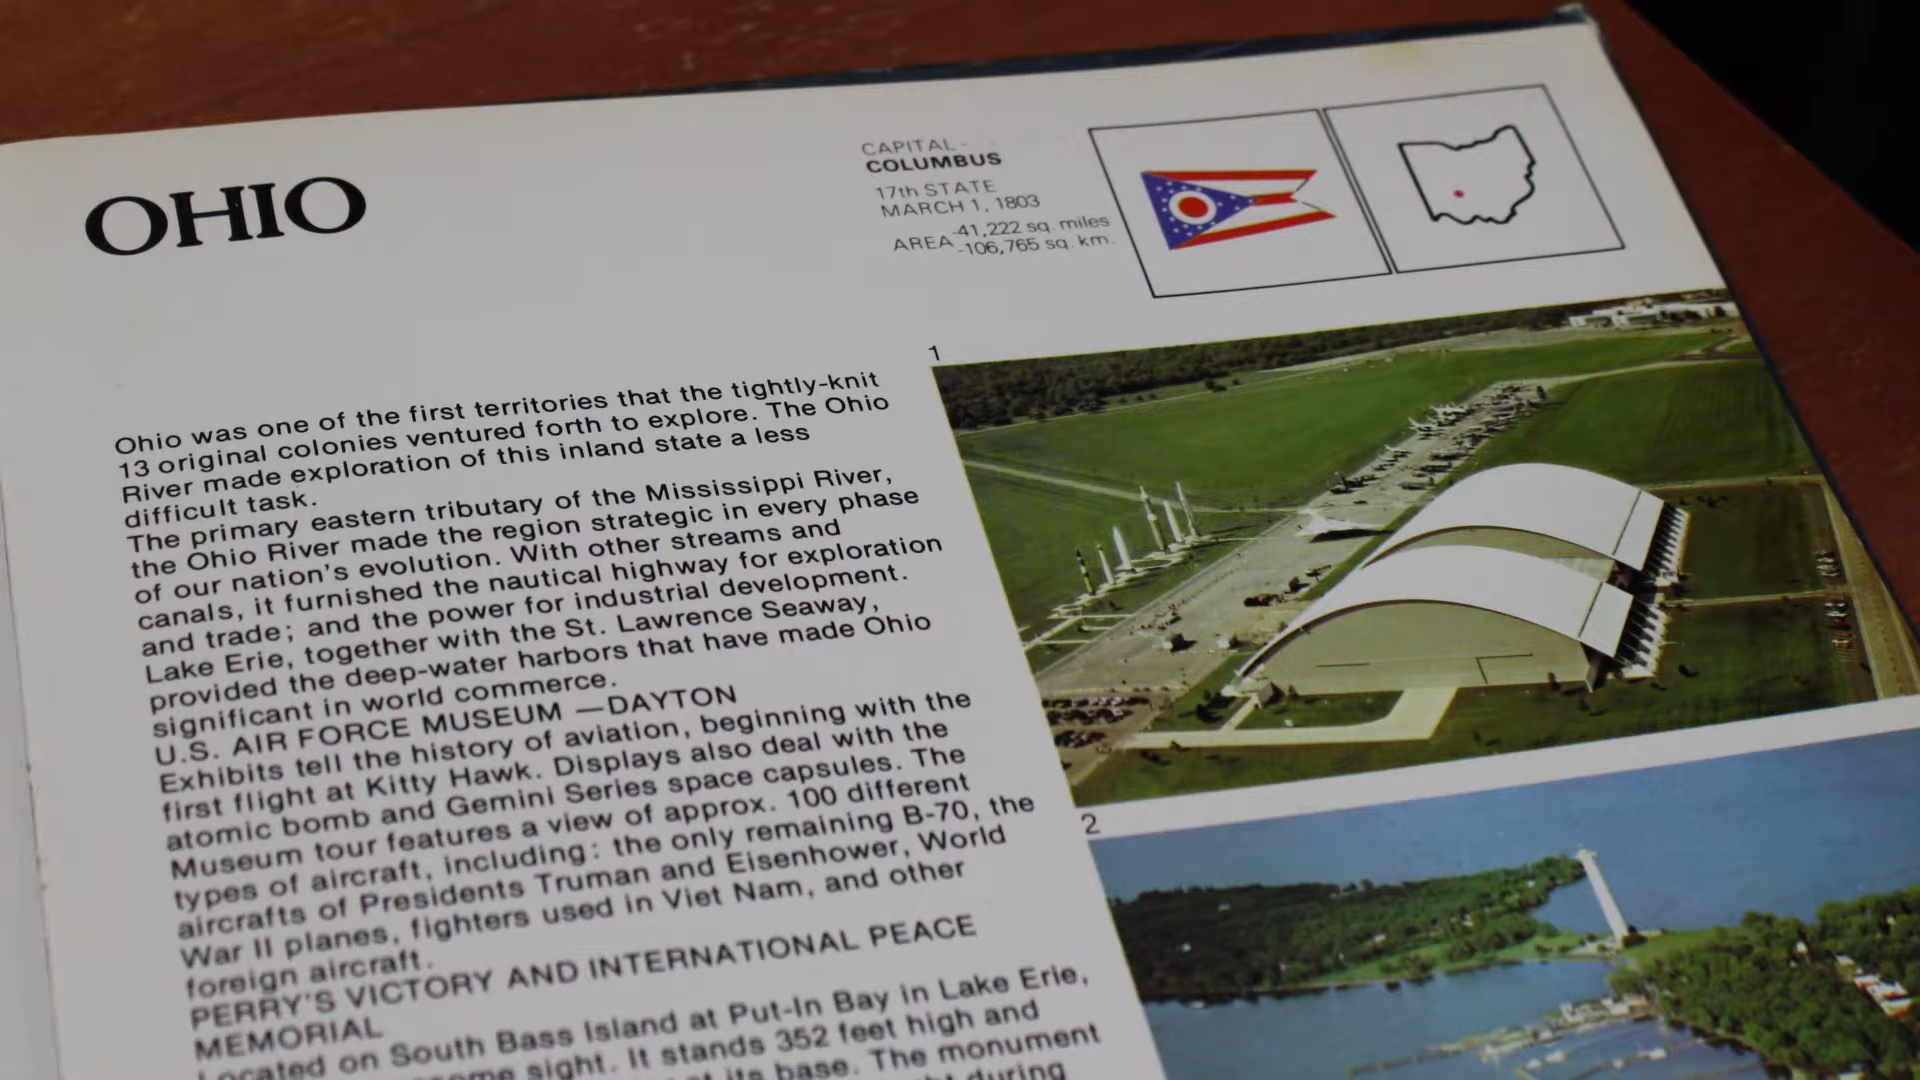 OHIO
CAPITAL -
COLUMBUS
17th STATE
MARCH 1, 1803
AREA -41,222 sq. miles
-106,765 sq. km.
1
Ohio was one of the first territories that the tightly-knit
13 original colonies ventured forth to explore. The Ohio
River made exploration of this inland state a less
difficult task.
The primary eastern tributary of the Mississippi River,
the Ohio River made the region strategic in every phase
of our nation's evolution. With other streams and
canals, it furnished the nautical highway for exploration
and trade; and the power for industrial development.
Lake Erie, together with the St. Lawrence Seaway,
provided the deep-water harbors that have made Ohio
significant in world commerce.
U.S. AIR FORCE MUSEUM —DAYTON
Exhibits tell the history of aviation, beginning with the
first flight at Kitty Hawk. Displays also deal with the
atomic bomb and Gemini Series space capsules. The
Museum tour features a view of approx. 100 different
types of aircraft, including: the only remaining B-70, the
aircrafts of Presidents Truman and Eisenhower, World
War II planes, fighters used in Viet Nam, and other
foreign aircraft.
2
PERRY'S VICTORY AND INTERNATIONAL PEACE
MEMORIAL
Located on South Bass Island at Put-In Bay in Lake Erie,
sight. It stands 352 feet high and
its base. The monument
during